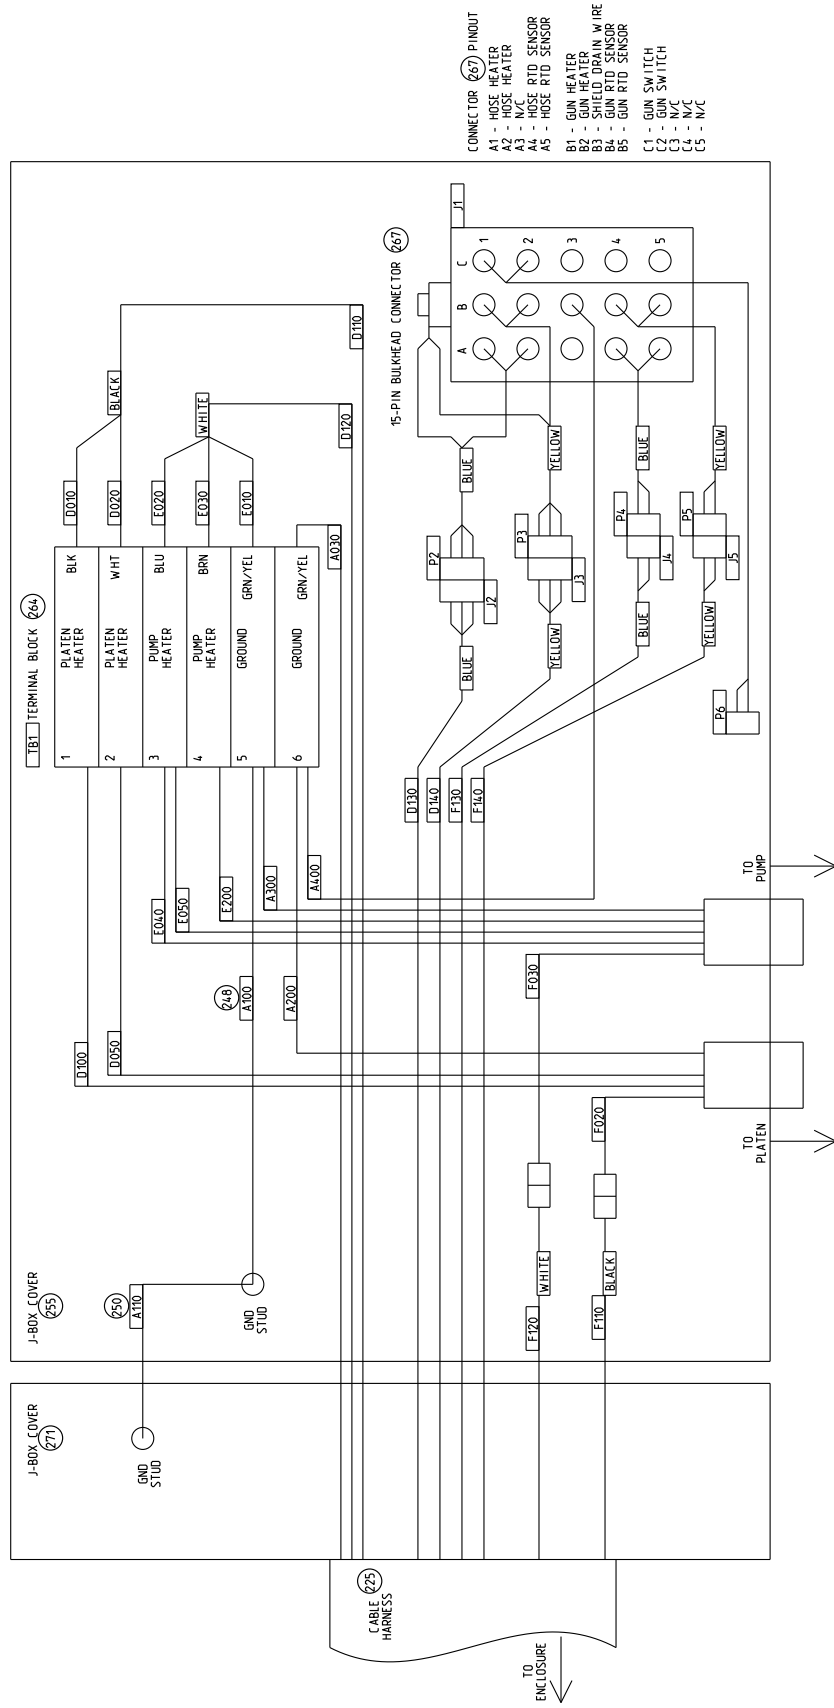 CONNECTOR 267 PINOUT
A1 - HOSE HEATER
A2 - HOSE HEATER
A3 - N/C
A4 - HOSE RTD SENSOR
A5 - HOSE RTD SENSOR
B1 - GUN HEATER
B2 - GUN HEATER
B3 - SHIELD DRAIN WIRE
B4 - GUN RTD SENSOR
B5 - GUN RTD SENSOR
C1 - GUN SWITCH
C2 - GUN SWITCH
C3 - N/C
C4 - N/C
C5 - N/C
15-PIN BULKHEAD CONNECTOR 267
J1
A
B
C
1
2
3
4
5
TB1
TERMINAL BLOCK 264
1
PLATEN
HEATER
BLK
2
PLATEN
HEATER
WHT
3
PUMP
HEATER
BLU
4
PUMP
HEATER
BRN
5
GROUND
GRN/YEL
6
GROUND
GRN/YEL
D010
D020
E020
E030
E010
BLACK
WHITE
D110
D120
A030
BLUE
YELLOW
BLUE
YELLOW
P2
J2
P3
J3
P4
J4
P5
J5
BLUE
YELLOW
BLUE
YELLOW
P6
D130
D140
F130
F140
E040
E050
E200
A300
A400
D100
D050
248
A100
A200
F030
F020
TO
PUMP
TO
PLATEN
WHITE
BLACK
F120
F110
J-BOX COVER
255
250
A110
GND
STUD
J-BOX COVER
271
GND
STUD
225
CABLE
HARNESS
TO
ENCLOSURE